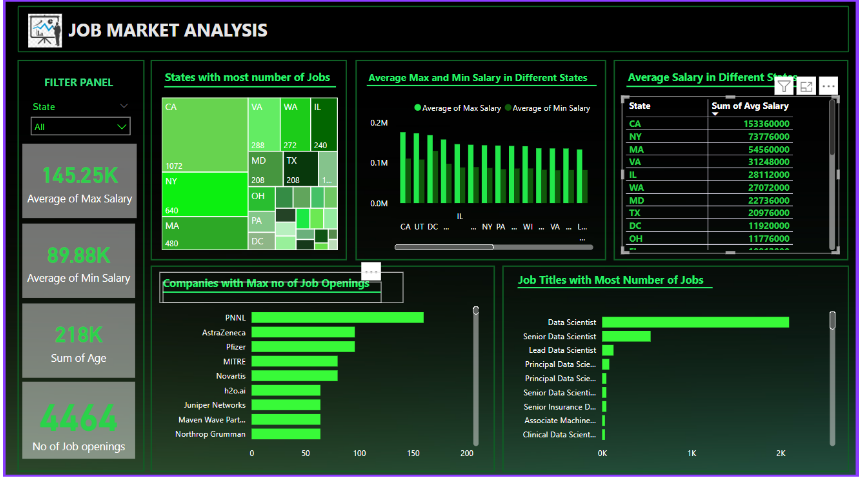 JOB MARKET ANALYSIS
FILTER PANEL
State
All
145.25K
Average of Max Salary
89.88K
Average of Min Salary
218K
Sum of Age
4464
No of Job openings
States with most number of Jobs
CA
1072
NY
640
MA
480
VA
288
WA
272
IL
240
MD
208
TX
208
1...
OH
PA
DC
Average Max and Min Salary in Different States
Average of Max Salary
Average of Min Salary
0.2M
0.1M
0.0M
CA UT DC ... IL ... NY PA ... WI ... VA ... L...
Average Salary in Different States
State Sum of Avg Salary
CA 153360000
NY 73776000
MA 54560000
VA 31248000
IL 28112000
WA 27072000
MD 22736000
TX 20976000
DC 11920000
OH 11776000
Companies with Max no of Job Openings
PNNL
AstraZeneca
Pfizer
MITRE
Novartis
h2o.ai
Juniper Networks
Maven Wave Part...
Northrop Grumman
0 50 100 150 200
Job Titles with Most Number of Jobs
Data Scientist
Senior Data Scientist
Lead Data Scientist
Principal Data Scie...
Principal Data Scie...
Senior Data Scienti...
Senior Insurance D...
Associate Machine...
Clinical Data Scient...
0K 1K 2K